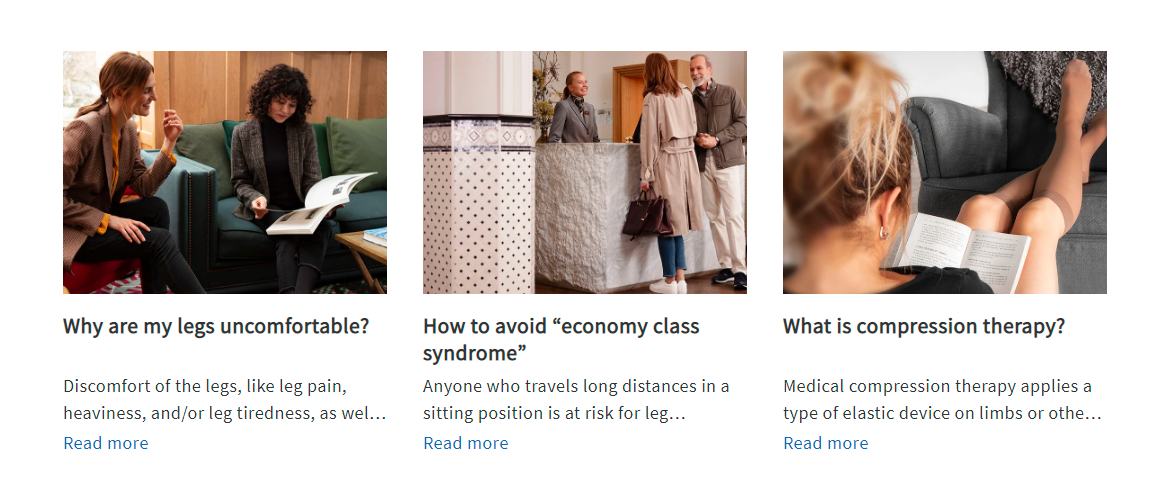 Why are my legs uncomfortable?
Discomfort of the legs, like leg pain,
heaviness, and/or leg tiredness, as wel…
Read more
How to avoid “economy class
syndrome”
Anyone who travels long distances in a
sitting position is at risk for leg…
Read more
What is compression therapy?
Medical compression therapy applies a
type of elastic device on limbs or othe…
Read more